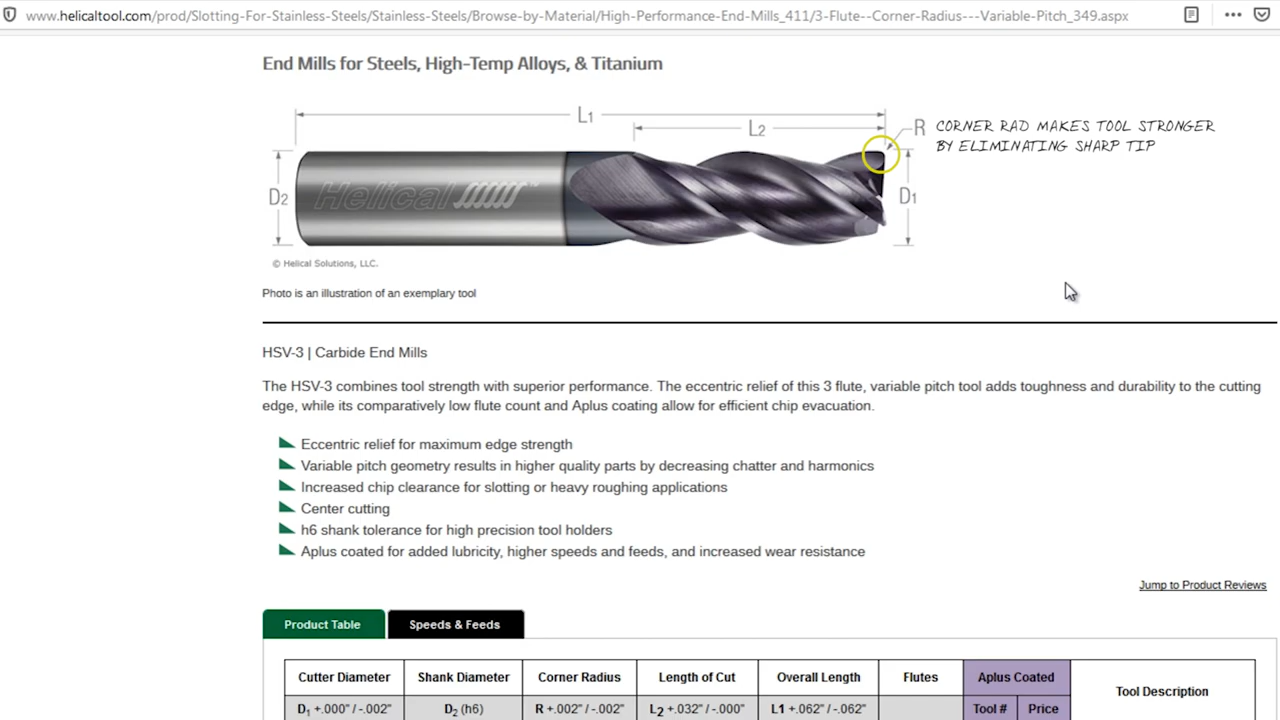 www.helicaltool.com/prod/Slotting-For-Stainless-Steels/Stainless-Steels/Browse-by-Material/High-Performance-End-Mills_411/3-Flute--Corner-Radius---Variable-Pitch_349.aspx
End Mills for Steels, High-Temp Alloys, & Titanium
L1
L2
R
CORNER RAD MAKES TOOL STRONGER
BY ELIMINATING SHARP TIP
D2
Helical™
D1
© Helical Solutions, LLC.
Photo is an illustration of an exemplary tool
HSV-3 | Carbide End Mills
The HSV-3 combines tool strength with superior performance. The eccentric relief of this 3 flute, variable pitch tool adds toughness and durability to the cutting
edge, while its comparatively low flute count and Aplus coating allow for efficient chip evacuation.
Eccentric relief for maximum edge strength
Variable pitch geometry results in higher quality parts by decreasing chatter and harmonics
Increased chip clearance for slotting or heavy roughing applications
Center cutting
h6 shank tolerance for high precision tool holders
Aplus coated for added lubricity, higher speeds and feeds, and increased wear resistance
Jump to Product Reviews
Product Table Speeds & Feeds
Cutter Diameter Shank Diameter Corner Radius Length of Cut Overall Length Flutes Aplus Coated Tool Description
D1 +.000" / -.002" D2 (h6) R +.002" / -.002" L2 +.032" / -.000" L1 +.062" / -.062" Tool # Price